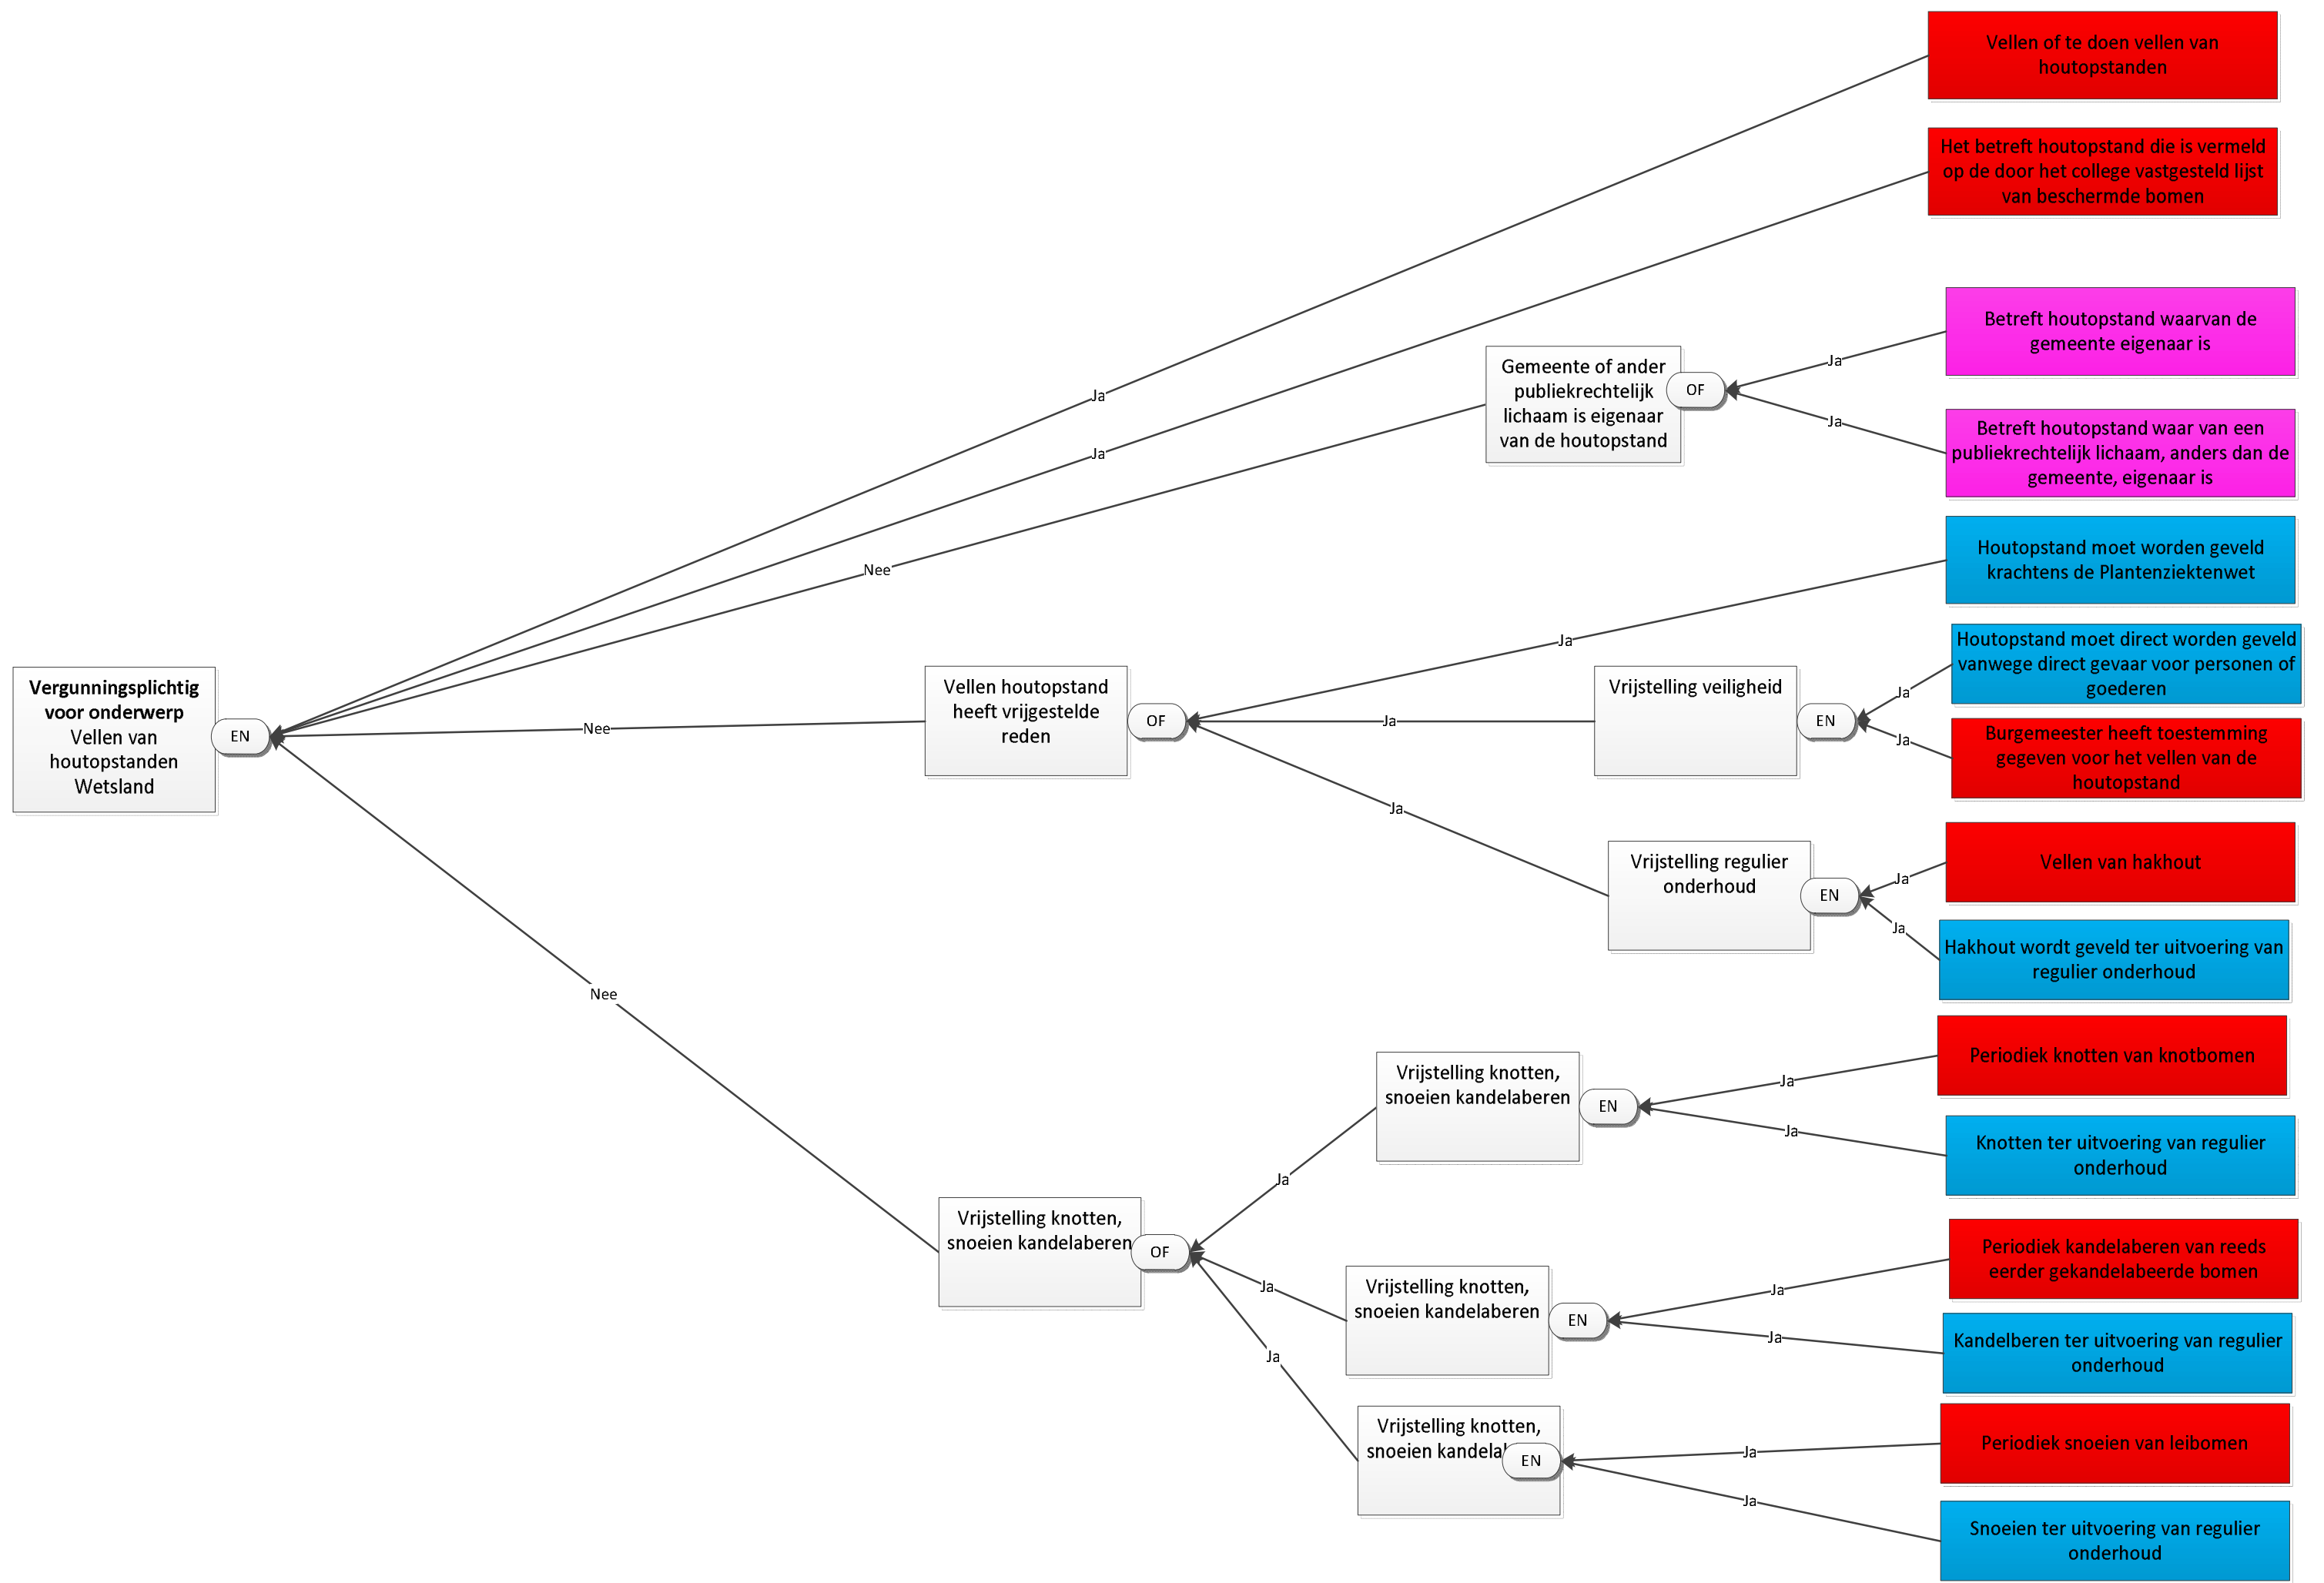 Vellen of te doen vellen van
houtopstanden
Het betreft houtopstand die is vermeld
op de door het college vastgesteld lijst
van beschermde bomen
Ja
Ja
Betreft houtopstand waarvan de
gemeente eigenaar is
Gemeente of ander
publiekrechtelijk
lichaam is eigenaar
van de houtopstand
OF
Ja
Ja
Betreft houtopstand waar van een
publiekrechtelijk lichaam, anders dan de
gemeente, eigenaar is
Nee
Houtopstand moet worden geveld
krachtens de Plantenziektenwet
Ja
Vergunningsplichtig
voor onderwerp
Vellen van
houtopstanden
Wetsland
EN
Nee
Vellen houtopstand
heeft vrijgestelde
reden
OF
Ja
Vrijstelling veiligheid
EN
Ja
Houtopstand moet direct worden geveld
vanwege direct gevaar voor personen of
goederen
Ja
Burgemeester heeft toestemming
gegeven voor het vellen van de
houtopstand
Ja
Vrijstelling regulier
onderhoud
EN
Ja
Vellen van hakhout
Ja
Hakhout wordt geveld ter uitvoering van
regulier onderhoud
Nee
Vrijstelling knotten,
snoeien kandelaberen
OF
Ja
Vrijstelling knotten,
snoeien kandelaberen
EN
Ja
Periodiek knotten van knotbomen
Ja
Knotten ter uitvoering van regulier
onderhoud
Ja
Vrijstelling knotten,
snoeien kandelaberen
EN
Ja
Periodiek kandelaberen van reeds
eerder gekandelabeerde bomen
Ja
Kandelberen ter uitvoering van regulier
onderhoud
Ja
Vrijstelling knotten,
snoeien
EN
Ja
Periodiek snoeien van leibomen
Ja
Snoeien ter uitvoering van regulier
onderhoud